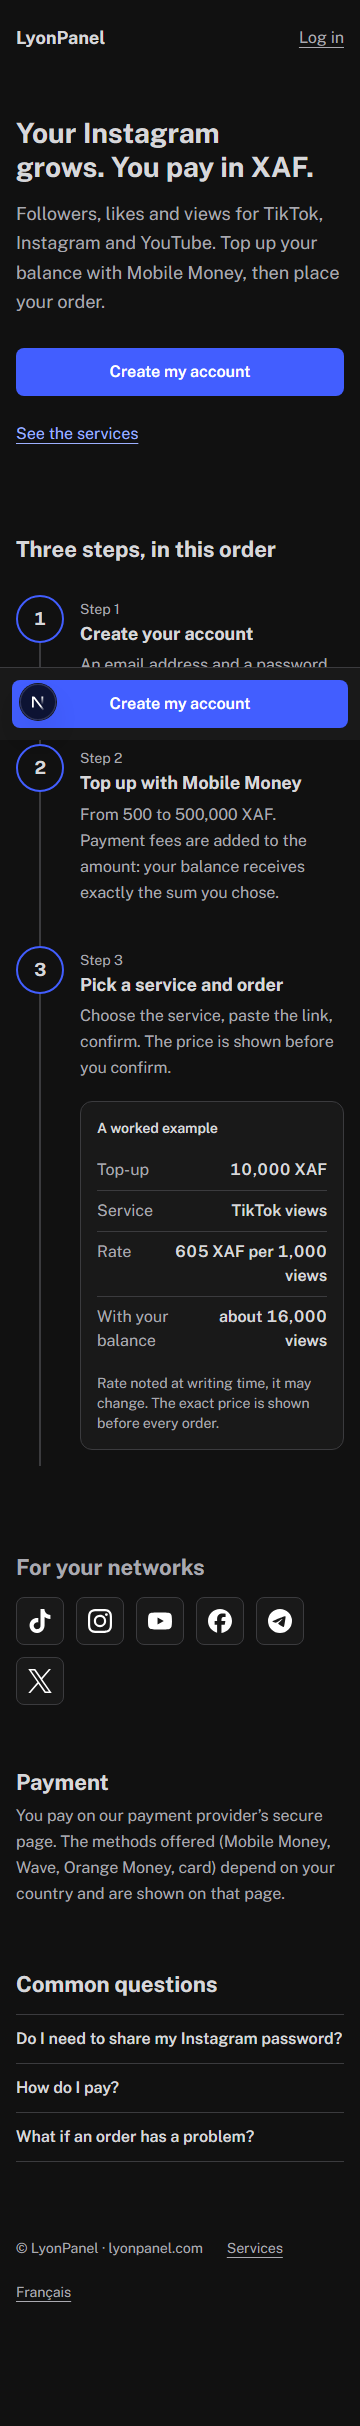 LyonPanel
Log in
Your Instagram
grows. You pay in XAF.
Followers, likes and views for TikTok,
Instagram and YouTube. Top up your
balance with Mobile Money, then place
your order.
Create my account
See the services
Three steps, in this order
1
Step 1
Create your account
An email address and a password
N
Create my account
2
Step 2
Top up with Mobile Money
From 500 to 500,000 XAF.
Payment fees are added to the
amount: your balance receives
exactly the sum you chose.
3
Step 3
Pick a service and order
Choose the service, paste the link,
confirm. The price is shown before
you confirm.
A worked example
Top-up 10,000 XAF
Service TikTok views
Rate 605 XAF per 1,000
views
With your about 16,000
balance views
Rate noted at writing time, it may
change. The exact price is shown
before every order.
For your networks
Payment
You pay on our payment provider's secure
page. The methods offered (Mobile Money,
Wave, Orange Money, card) depend on your
country and are shown on that page.
Common questions
Do I need to share my Instagram password?
How do I pay?
What if an order has a problem?
© LyonPanel · lyonpanel.com
Services
Français